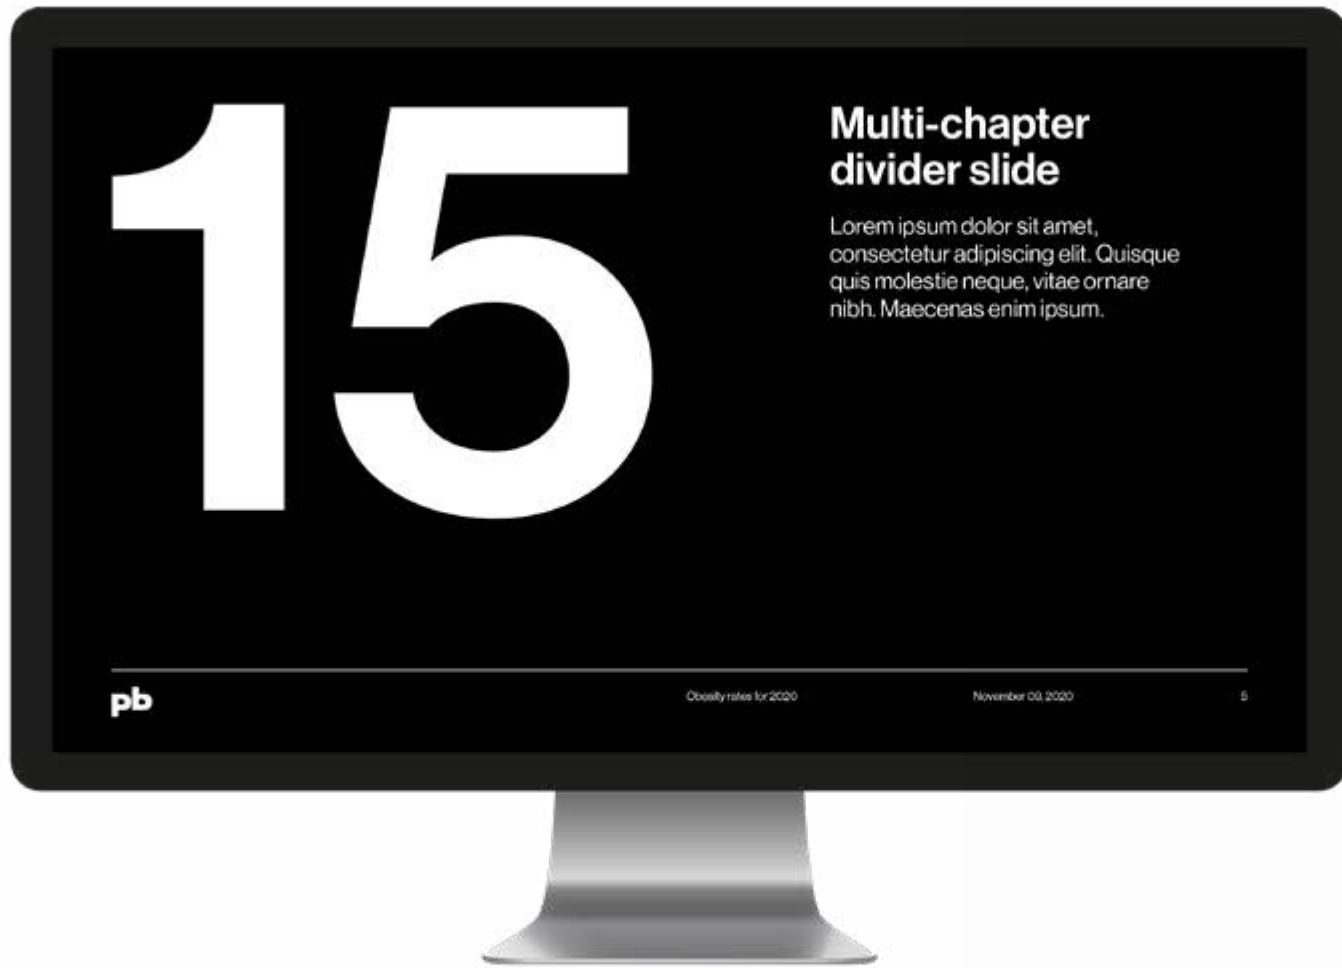 15
Multi-chapter
divider slide
Lorem ipsum dolor sit amet,
consectetur adipiscing elit. Quisque
quis molestie neque, vitae ornare
nibh. Maecenas enim ipsum.
pb
Obesity rates for 2020
November 09, 2020
5